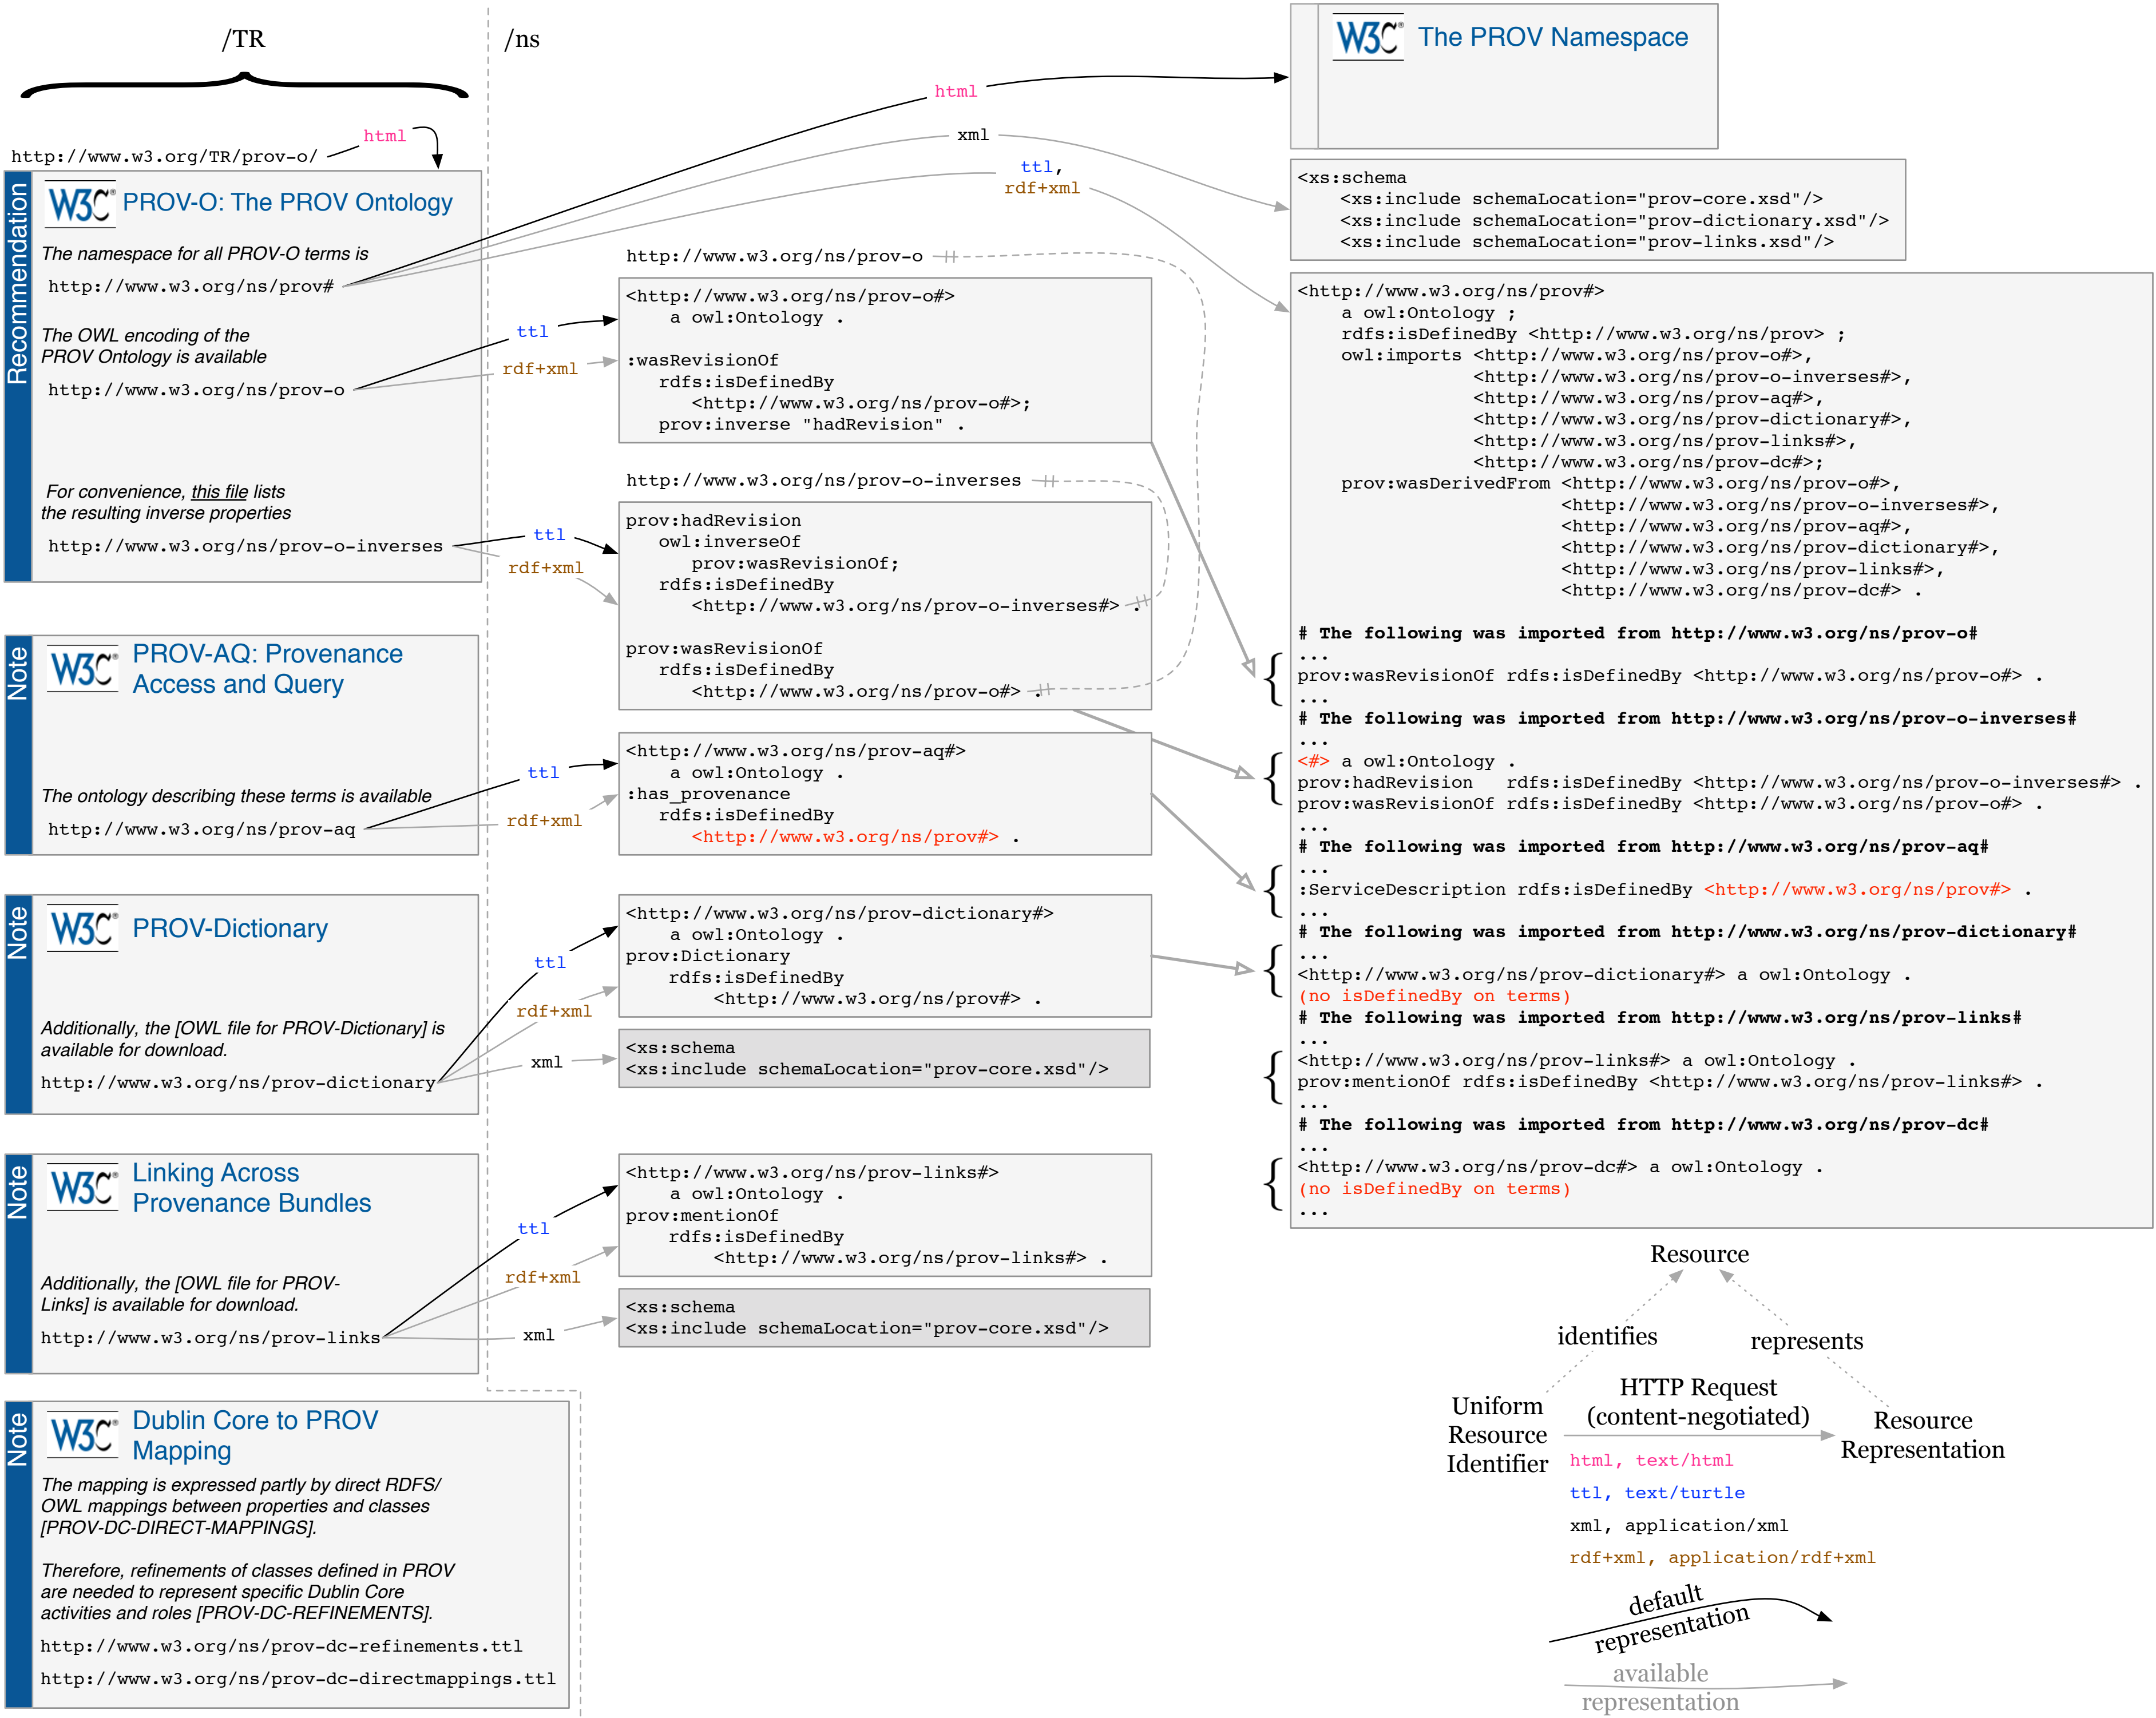 /TR
/ns
html
http://www.w3.org/TR/prov-o/
Recommendation
W3C® PROV-O: The PROV Ontology
The namespace for all PROV-O terms is
http://www.w3.org/ns/prov#
The OWL encoding of the
PROV Ontology is available
http://www.w3.org/ns/prov-o
For convenience, this file lists
the resulting inverse properties
http://www.w3.org/ns/prov-o-inverses
Note
W3C® PROV-AQ: Provenance
Access and Query
The ontology describing these terms is available
http://www.w3.org/ns/prov-aq
Note
W3C® PROV-Dictionary
Additionally, the [OWL file for PROV-Dictionary] is
available for download.
http://www.w3.org/ns/prov-dictionary
Note
W3C® Linking Across
Provenance Bundles
Additionally, the [OWL file for PROV-
Links] is available for download.
http://www.w3.org/ns/prov-links
Note
W3C® Dublin Core to PROV
Mapping
The mapping is expressed partly by direct RDFS/
OWL mappings between properties and classes
[PROV-DC-DIRECT-MAPPINGS].
Therefore, refinements of classes defined in PROV
are needed to represent specific Dublin Core
activities and roles [PROV-DC-REFINEMENTS].
http://www.w3.org/ns/prov-dc-refinements.ttl
http://www.w3.org/ns/prov-dc-directmappings.ttl
html
xml
ttl,
rdf+xml
ttl
rdf+xml
ttl
rdf+xml
ttl
rdf+xml
ttl
rdf+xml
xml
ttl
rdf+xml
xml
http://www.w3.org/ns/prov-o
<http://www.w3.org/ns/prov-o#>
a owl:Ontology .
:wasRevisionOf
rdfs:isDefinedBy
<http://www.w3.org/ns/prov-o#>;
prov:inverse "hadRevision" .
http://www.w3.org/ns/prov-o-inverses
prov:hadRevision
owl:inverseOf
prov:wasRevisionOf;
rdfs:isDefinedBy
<http://www.w3.org/ns/prov-o-inverses#> .
prov:wasRevisionOf
rdfs:isDefinedBy
<http://www.w3.org/ns/prov-o#> .
<http://www.w3.org/ns/prov-aq#>
a owl:Ontology .
:has_provenance
rdfs:isDefinedBy
<http://www.w3.org/ns/prov#> .
<http://www.w3.org/ns/prov-dictionary#>
a owl:Ontology .
prov:Dictionary
rdfs:isDefinedBy
<http://www.w3.org/ns/prov#> .
<xs:schema
<xs:include schemaLocation="prov-core.xsd"/>
<http://www.w3.org/ns/prov-links#>
a owl:Ontology .
prov:mentionOf
rdfs:isDefinedBy
<http://www.w3.org/ns/prov-links#> .
<xs:schema
<xs:include schemaLocation="prov-core.xsd"/>
W3C® The PROV Namespace
<xs:schema
<xs:include schemaLocation="prov-core.xsd"/>
<xs:include schemaLocation="prov-dictionary.xsd"/>
<xs:include schemaLocation="prov-links.xsd"/>
<http://www.w3.org/ns/prov#>
a owl:Ontology ;
rdfs:isDefinedBy <http://www.w3.org/ns/prov> ;
owl:imports <http://www.w3.org/ns/prov-o#>,
<http://www.w3.org/ns/prov-o-inverses#>,
<http://www.w3.org/ns/prov-aq#>,
<http://www.w3.org/ns/prov-dictionary#>,
<http://www.w3.org/ns/prov-links#>,
<http://www.w3.org/ns/prov-dc#>;
prov:wasDerivedFrom <http://www.w3.org/ns/prov-o#>,
<http://www.w3.org/ns/prov-o-inverses#>,
<http://www.w3.org/ns/prov-aq#>,
<http://www.w3.org/ns/prov-dictionary#>,
<http://www.w3.org/ns/prov-links#>,
<http://www.w3.org/ns/prov-dc#> .
# The following was imported from http://www.w3.org/ns/prov-o#
...
prov:wasRevisionOf rdfs:isDefinedBy <http://www.w3.org/ns/prov-o#> .
...
# The following was imported from http://www.w3.org/ns/prov-o-inverses#
...
<#> a owl:Ontology .
prov:hadRevision rdfs:isDefinedBy <http://www.w3.org/ns/prov-o-inverses#> .
prov:wasRevisionOf rdfs:isDefinedBy <http://www.w3.org/ns/prov-o#> .
...
# The following was imported from http://www.w3.org/ns/prov-aq#
...
:ServiceDescription rdfs:isDefinedBy <http://www.w3.org/ns/prov#> .
...
# The following was imported from http://www.w3.org/ns/prov-dictionary#
...
<http://www.w3.org/ns/prov-dictionary#> a owl:Ontology .
(no isDefinedBy on terms)
# The following was imported from http://www.w3.org/ns/prov-links#
...
<http://www.w3.org/ns/prov-links#> a owl:Ontology .
prov:mentionOf rdfs:isDefinedBy <http://www.w3.org/ns/prov-links#> .
...
# The following was imported from http://www.w3.org/ns/prov-dc#
...
<http://www.w3.org/ns/prov-dc#> a owl:Ontology .
(no isDefinedBy on terms)
...
Resource
identifies
represents
Uniform
Resource
Identifier
HTTP Request
(content-negotiated)
Resource
Representation
html, text/html
ttl, text/turtle
xml, application/xml
rdf+xml, application/rdf+xml
default
representation
available
representation